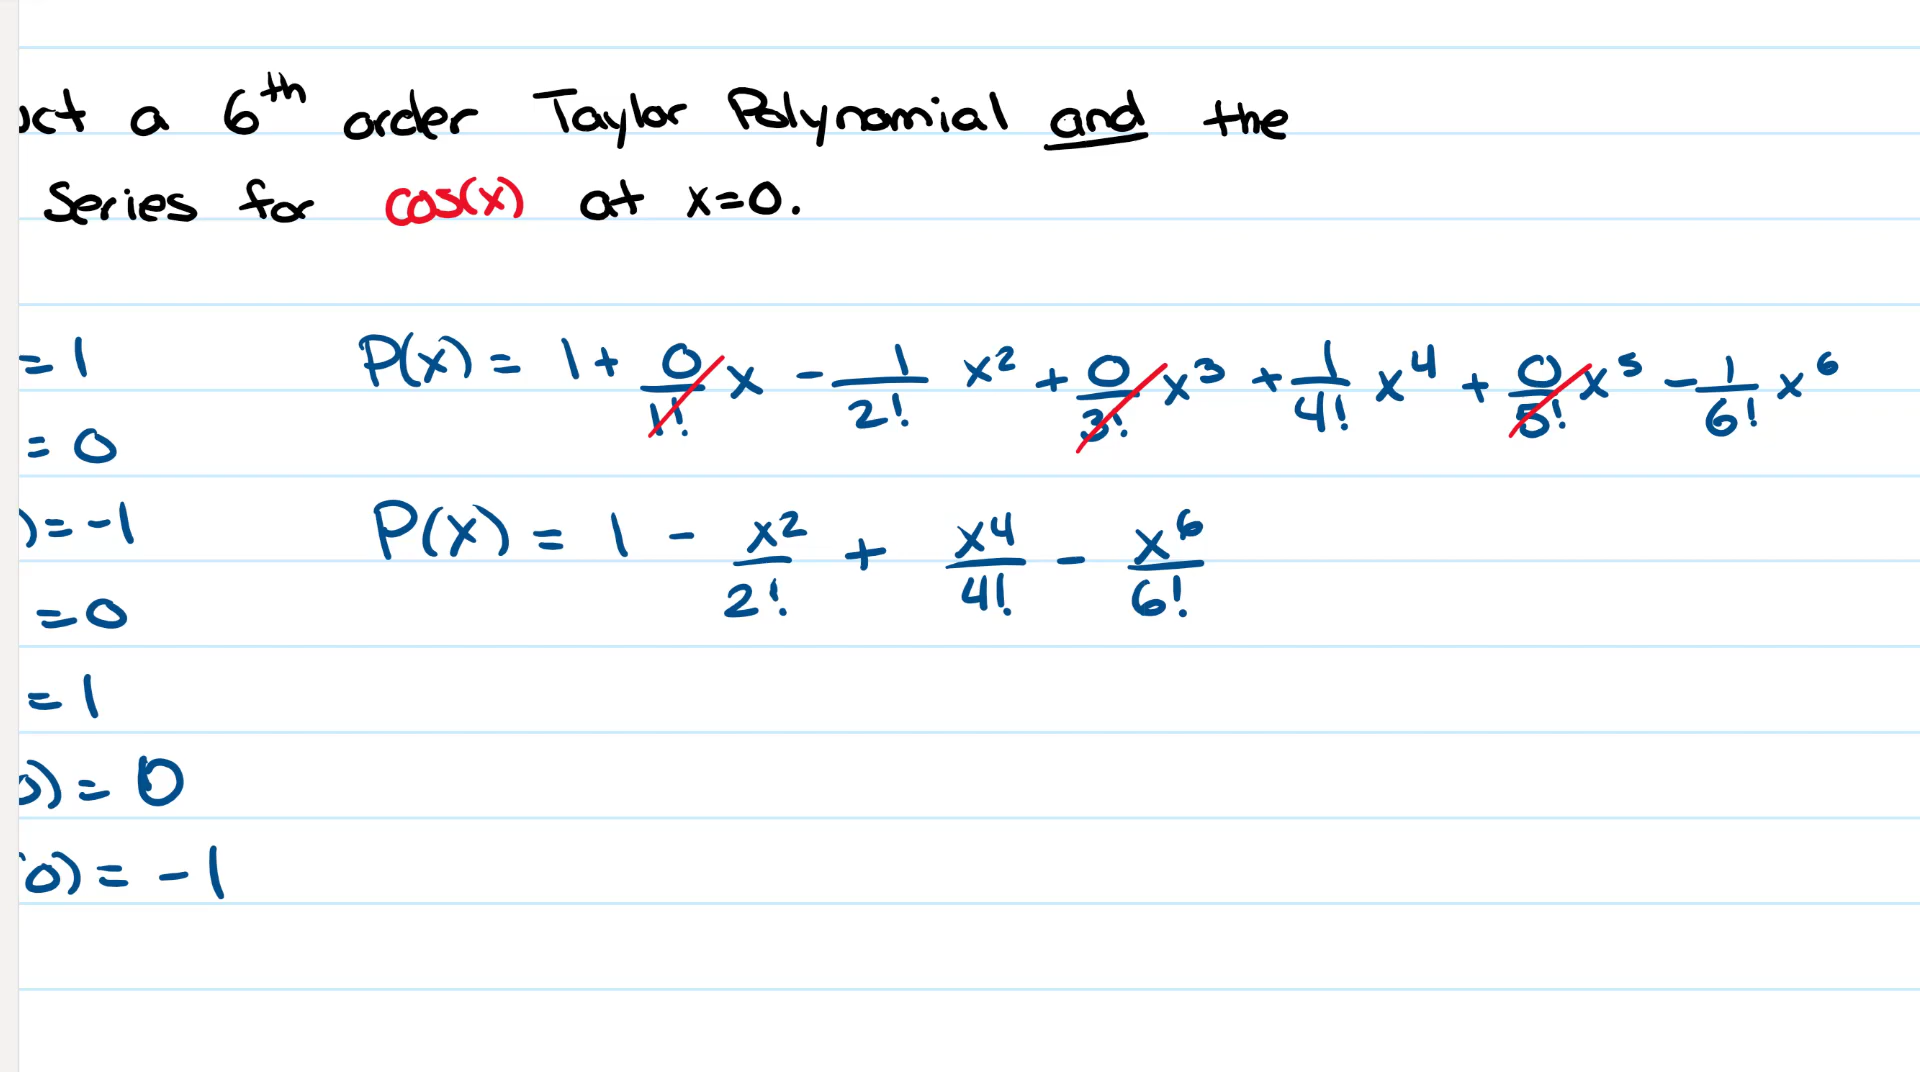 a 6th order Taylor Polynomial and the
Series for cos(x) at x=0.
= 1
P(x) = 1 + 0/1! x - 1/2! x² + 0/3! x³ + 1/4! x⁴ + 0/5! x⁵ - 1/6! x⁶
= 0
) = -1
P(x) = 1 - x²/2! + x⁴/4! - x⁶/6!
= 0
= 1
0) = 0
(0) = -1